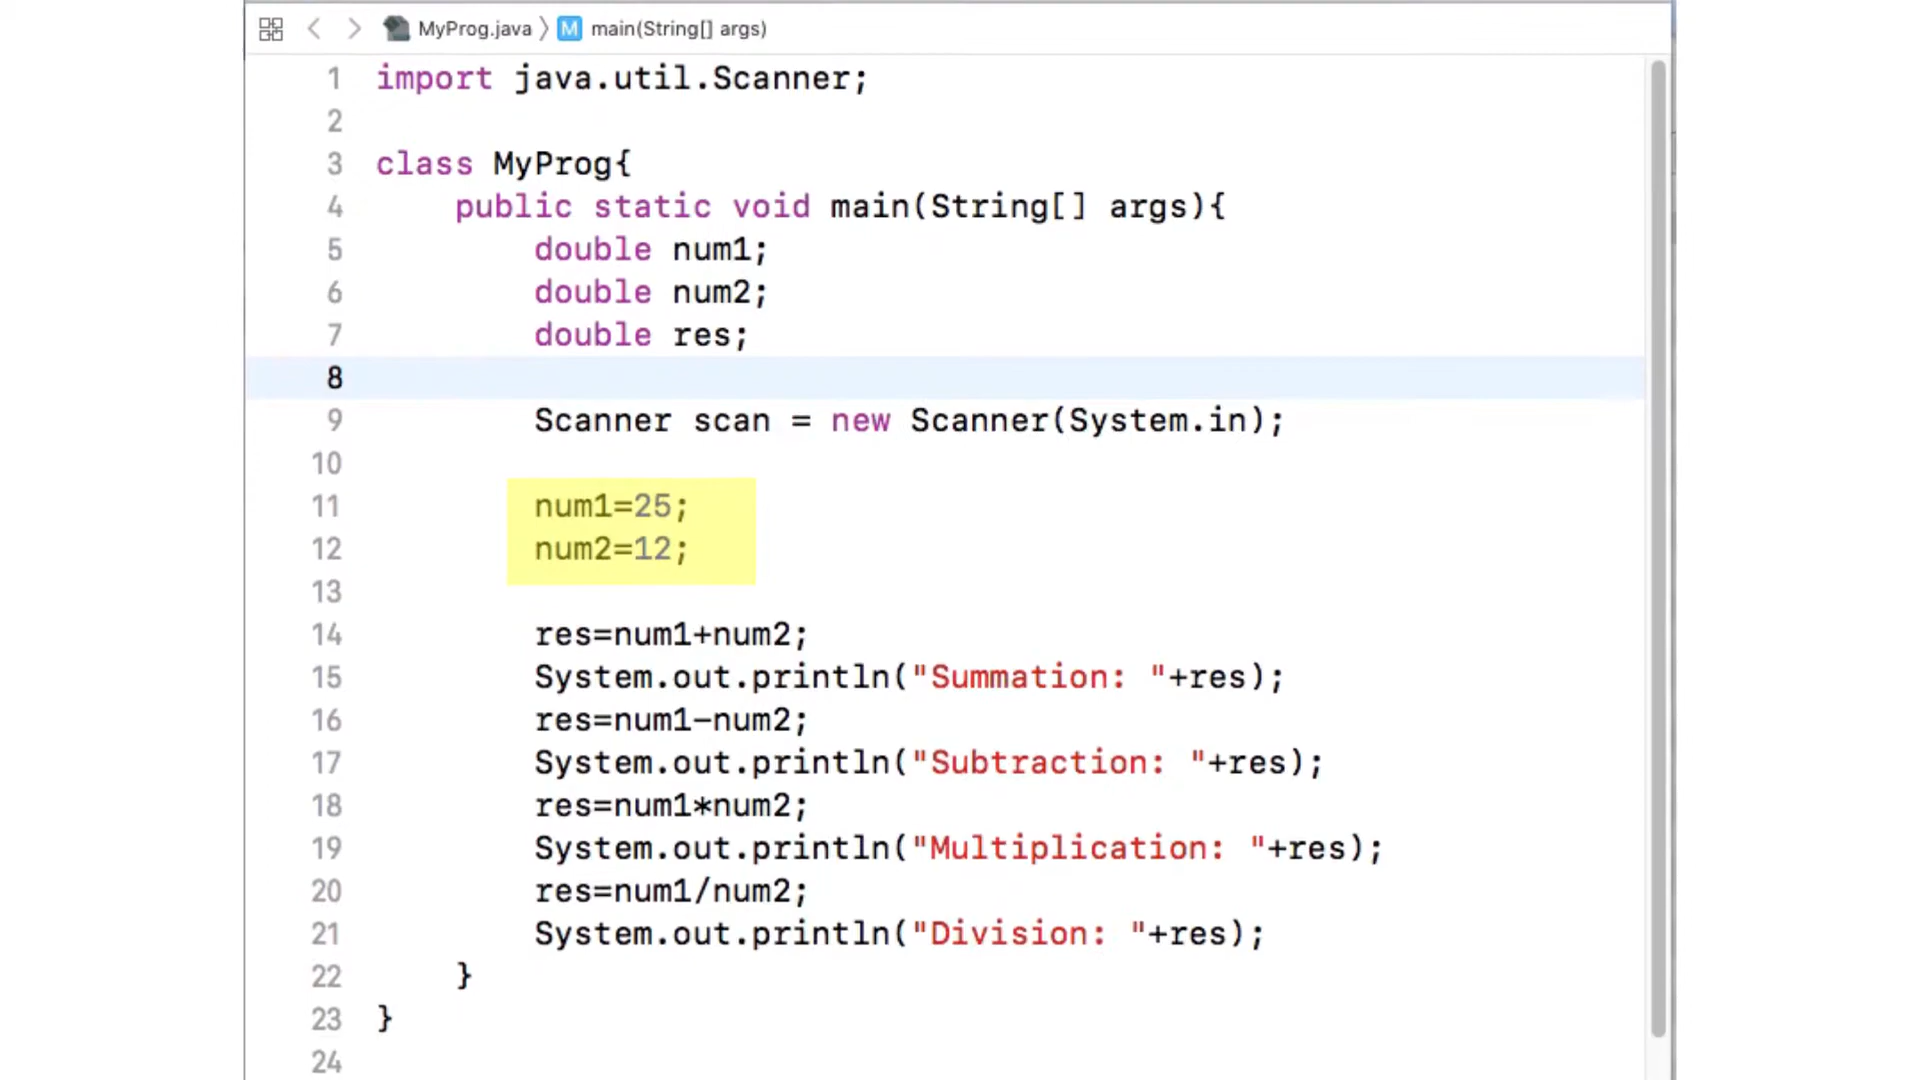 MyProg.java 〉 M main(String[] args)
1 import java.util.Scanner;
2
3 class MyProg{
4 public static void main(String[] args){
5 double num1;
6 double num2;
7 double res;
8
9 Scanner scan = new Scanner(System.in);
10
11 num1=25;
12 num2=12;
13
14 res=num1+num2;
15 System.out.println("Summation: "+res);
16 res=num1-num2;
17 System.out.println("Subtraction: "+res);
18 res=num1*num2;
19 System.out.println("Multiplication: "+res);
20 res=num1/num2;
21 System.out.println("Division: "+res);
22 }
23 }
24